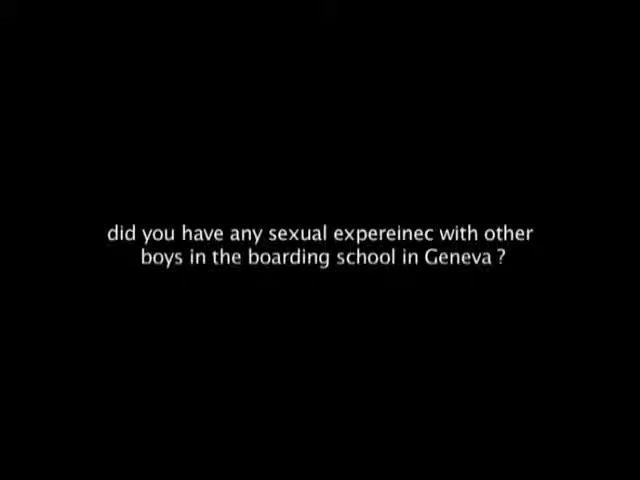 did you have any sexual expereinec with other
boys in the boarding school in Geneva ?